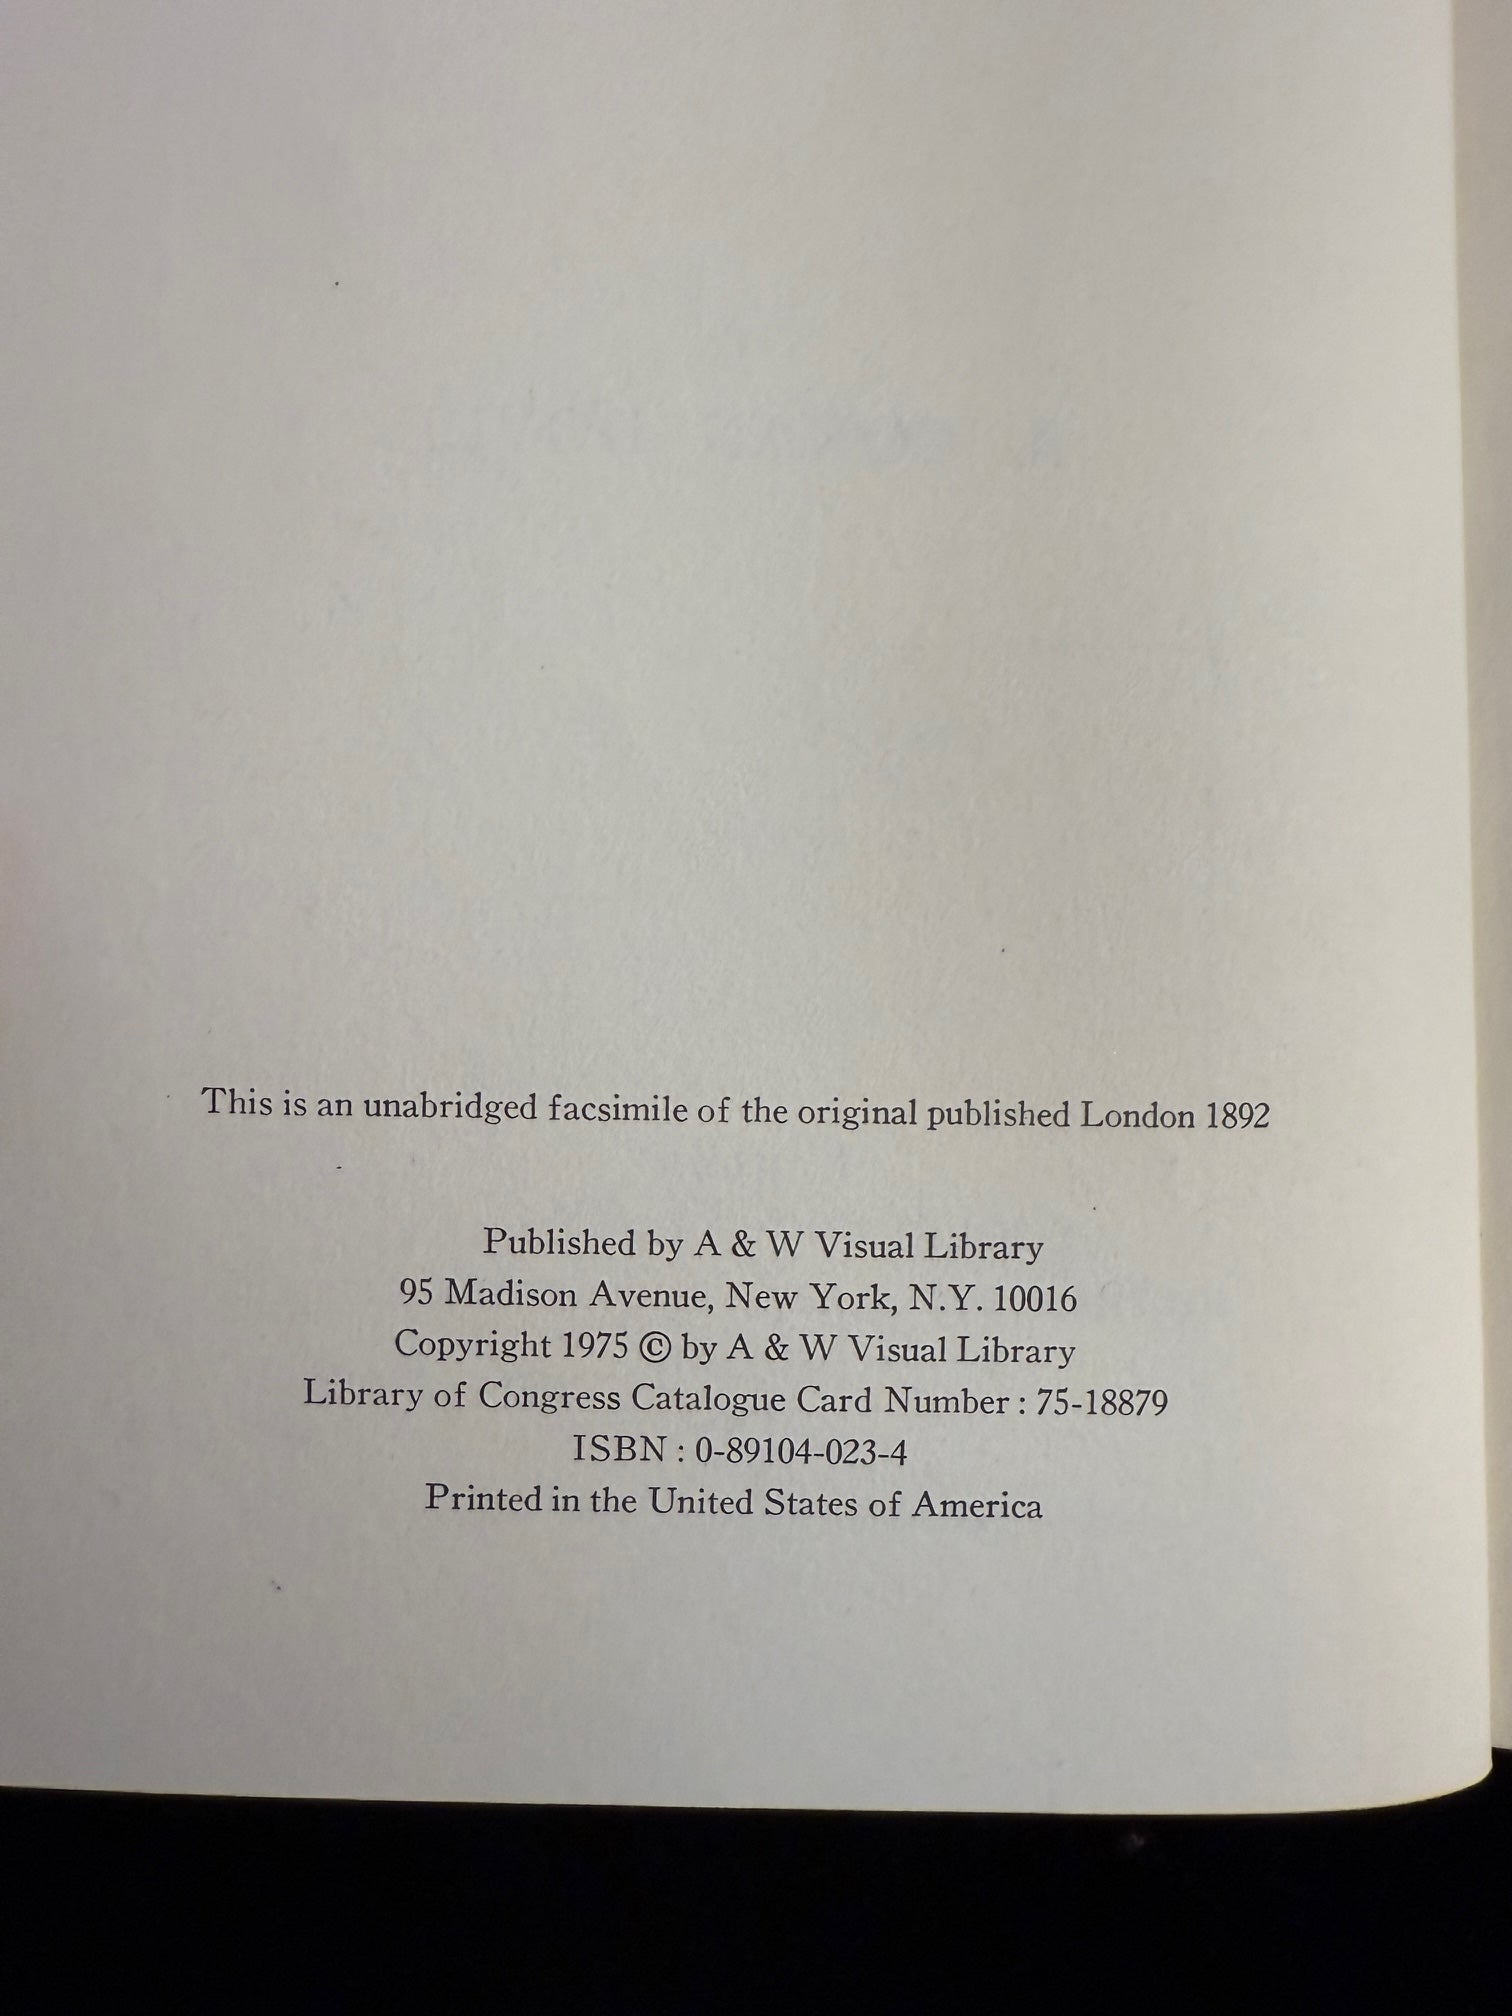 This is an unabridged facsimile of the original published London 1892
Published by A & W Visual Library
95 Madison Avenue, New York, N.Y. 10016
Copyright 1975 © by A & W Visual Library
Library of Congress Catalogue Card Number : 75-18879
ISBN : 0-89104-023-4
Printed in the United States of America